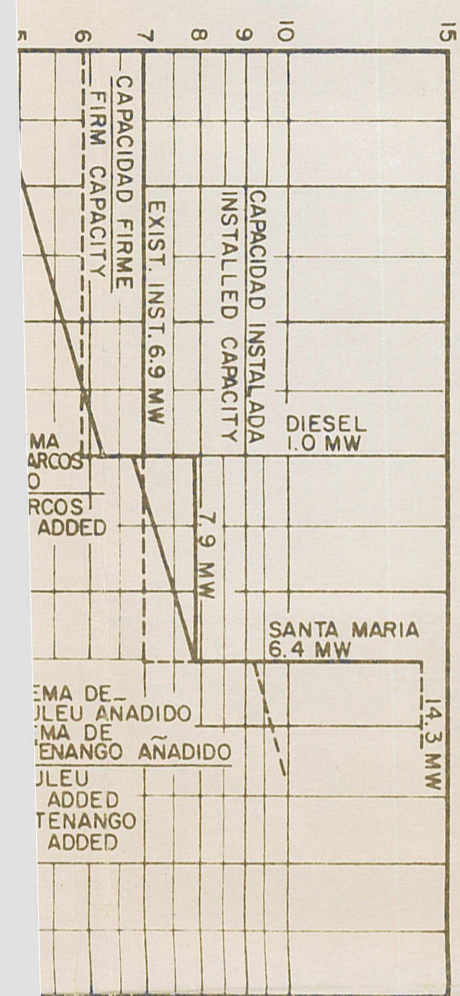 5
6
7
8
9
10
15
CAPACIDAD FIRME
FIRM CAPACITY
EXIST. INST. 6.9 MW
CAPACIDAD INSTALADA
INSTALLED CAPACITY
DIESEL
1.0 MW
MA
ARCOS
O
RCOS
ADDED
7.9 MW
SANTA MARIA
6.4 MW
14.3 MW
EMA DE
ULEU AÑADIDO
EMA DE
TENANGO AÑADIDO
ULEU
ADDED
TENANGO
ADDED